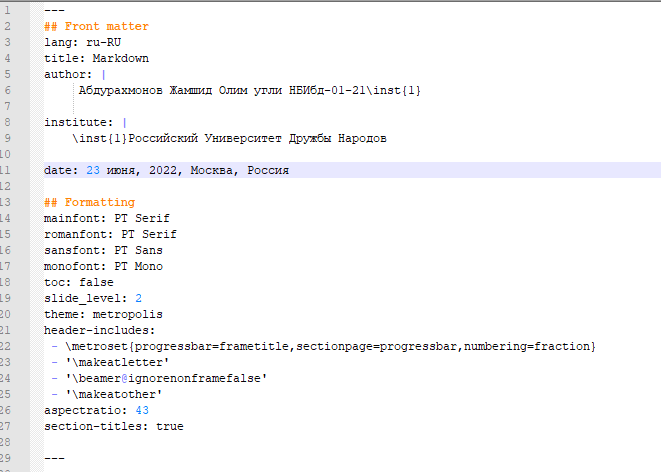 1 ---
2 ## Front matter
3 lang: ru-RU
4 title: Markdown
5 author: |
6 Абдурахмонов Жамшид Олим угли НБИбд-01-21\inst{1}
7
8 institute: |
9 \inst{1}Российский Университет Дружбы Народов
10
11 date: 23 июня, 2022, Москва, Россия
12
13 ## Formatting
14 mainfont: PT Serif
15 romanfont: PT Serif
16 sansfont: PT Sans
17 monofont: PT Mono
18 toc: false
19 slide_level: 2
20 theme: metropolis
21 header-includes:
22 - \metroset{progressbar=frametitle,sectionpage=progressbar,numbering=fraction}
23 - '\makeatletter'
24 - '\beamer@ignorenonframefalse'
25 - '\makeatother'
26 aspectratio: 43
27 section-titles: true
28
29 ---